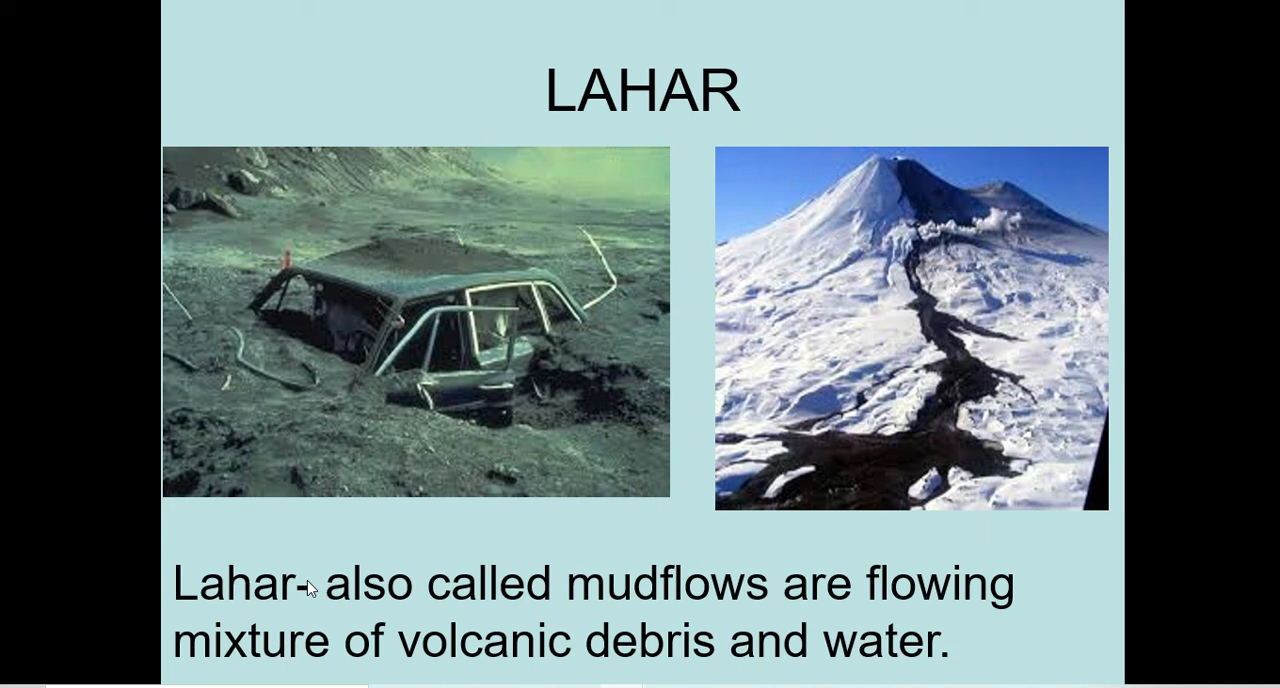 LAHAR
Lahar- also called mudflows are flowing
mixture of volcanic debris and water.